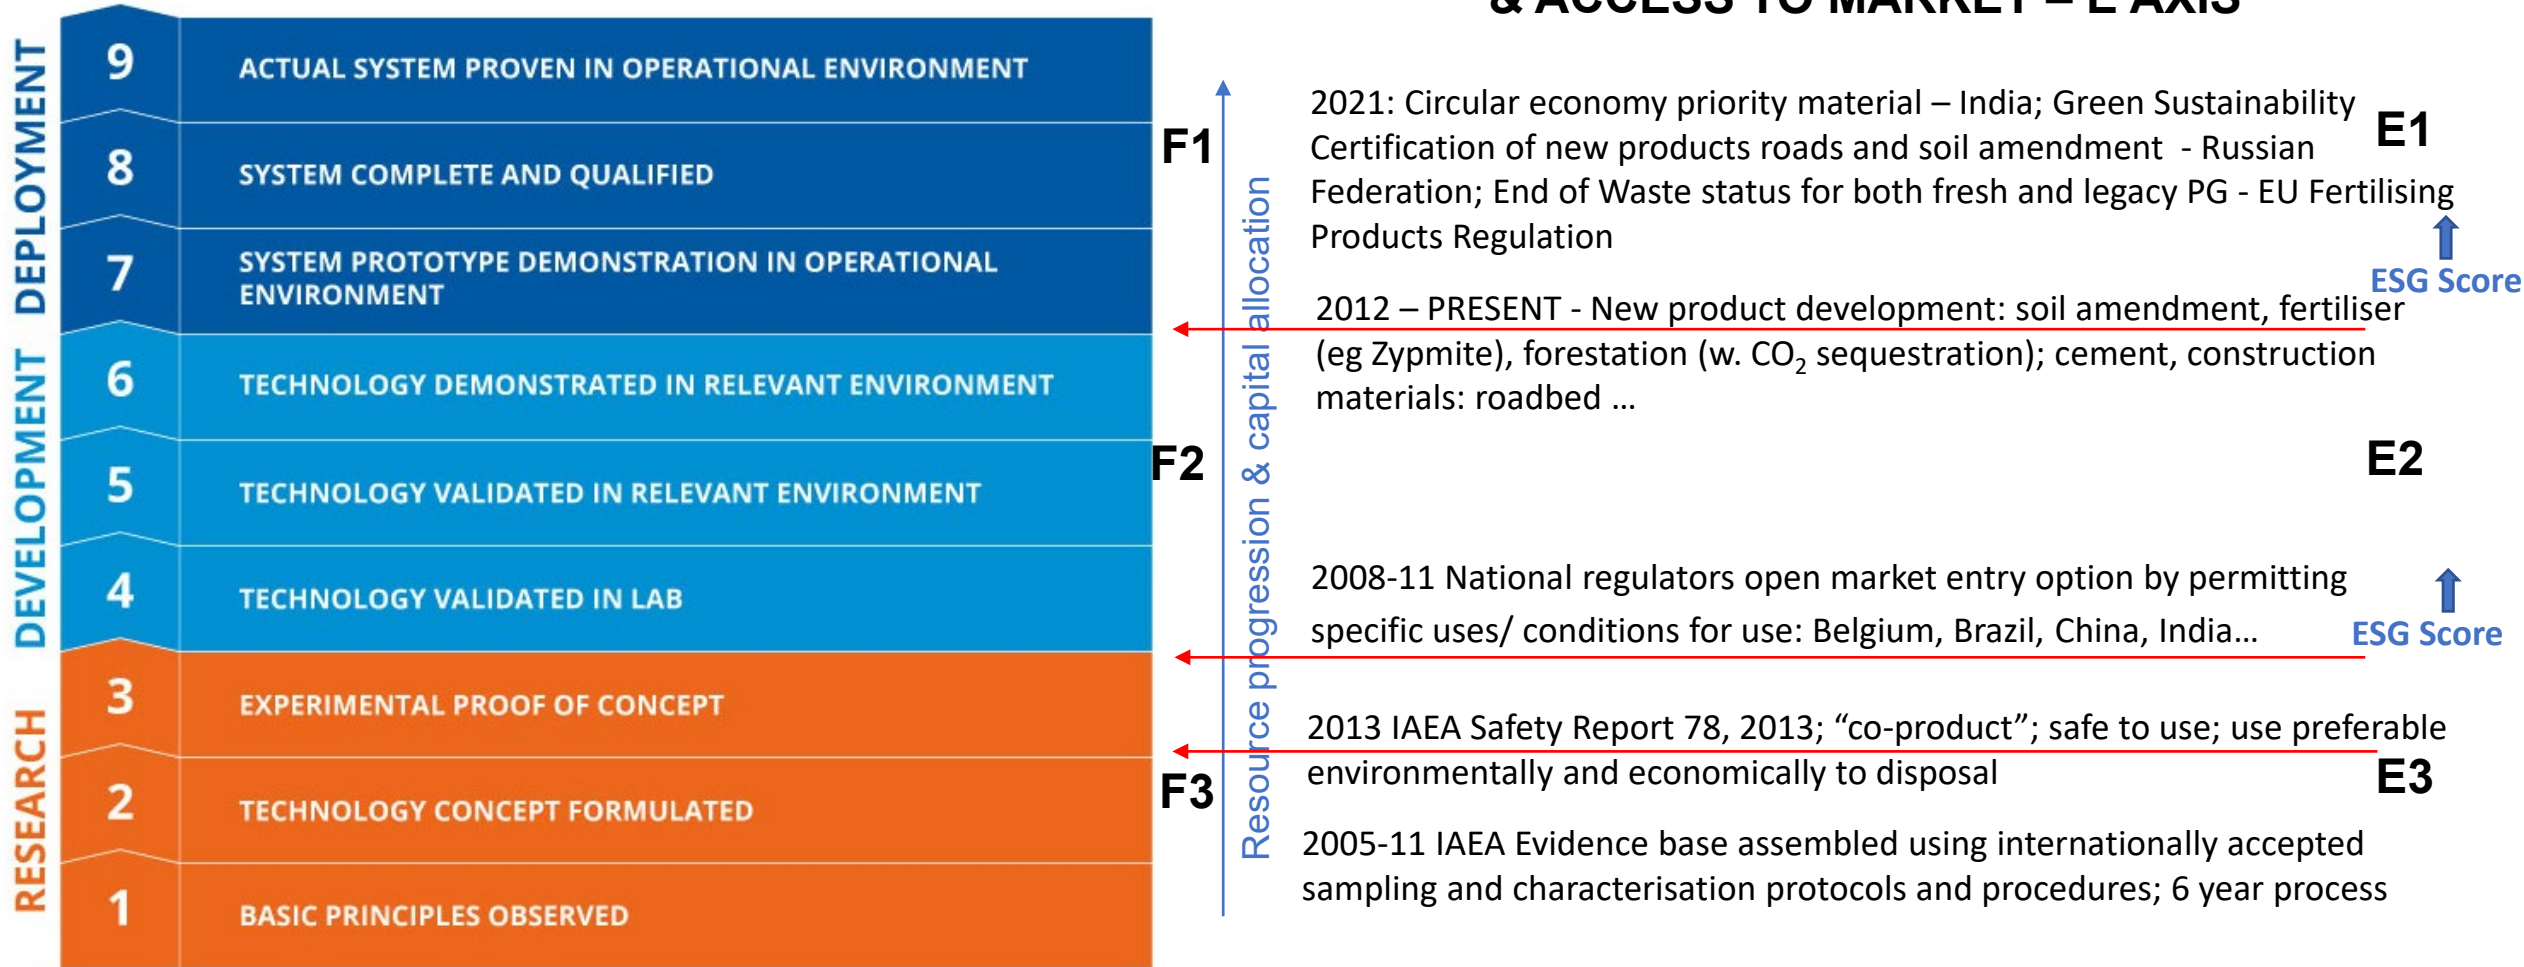 & ACCESS TO MARKET – E AXIS
DEPLOYMENT
9
ACTUAL SYSTEM PROVEN IN OPERATIONAL ENVIRONMENT
8
SYSTEM COMPLETE AND QUALIFIED
7
SYSTEM PROTOTYPE DEMONSTRATION IN OPERATIONAL
ENVIRONMENT
DEVELOPMENT
6
TECHNOLOGY DEMONSTRATED IN RELEVANT ENVIRONMENT
5
TECHNOLOGY VALIDATED IN RELEVANT ENVIRONMENT
4
TECHNOLOGY VALIDATED IN LAB
RESEARCH
3
EXPERIMENTAL PROOF OF CONCEPT
2
TECHNOLOGY CONCEPT FORMULATED
1
BASIC PRINCIPLES OBSERVED
F1
F2
F3
Resource progression & capital allocation
2021: Circular economy priority material – India; Green Sustainability
Certification of new products roads and soil amendment - Russian
Federation; End of Waste status for both fresh and legacy PG - EU Fertilising
Products Regulation
E1
ESG Score
2012 – PRESENT - New product development: soil amendment, fertiliser
(eg Zypmite), forestation (w. CO₂ sequestration); cement, construction
materials: roadbed ...
E2
2008-11 National regulators open market entry option by permitting
specific uses/ conditions for use: Belgium, Brazil, China, India...
ESG Score
2013 IAEA Safety Report 78, 2013; “co-product”; safe to use; use preferable
environmentally and economically to disposal
E3
2005-11 IAEA Evidence base assembled using internationally accepted
sampling and characterisation protocols and procedures; 6 year process